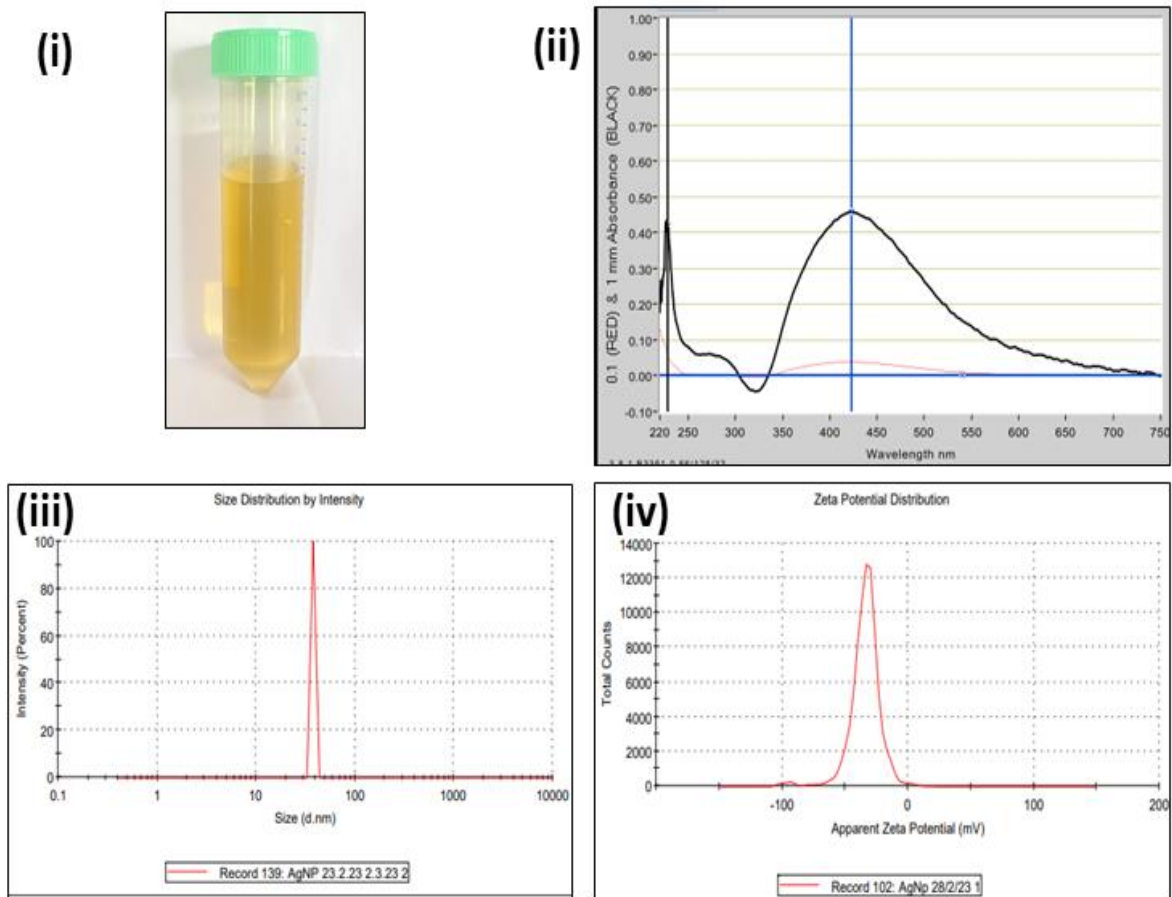 (i)
(ii)
1.00
0.90
0.80
0.70
0.60
0.50
0.40
0.30
0.20
0.10
0.00
-0.10
0.1 (RED) & 1 mm Absorbance (BLACK)
220 250 300 350 400 450 500 550 600 650 700 750
Wavelength nm
(iii)
Size Distribution by Intensity
100
80
60
40
20
0
Intensity (Percent)
0.1 1 10 100 1000 10000
Size (d.nm)
Record 139: AgNP 23.2.23 2.3.23 2
(iv)
Zeta Potential Distribution
14000
12000
10000
8000
6000
4000
2000
0
Total Counts
-100 0 100 200
Apparent Zeta Potential (mV)
Record 102: AgNp 28/2/23 1